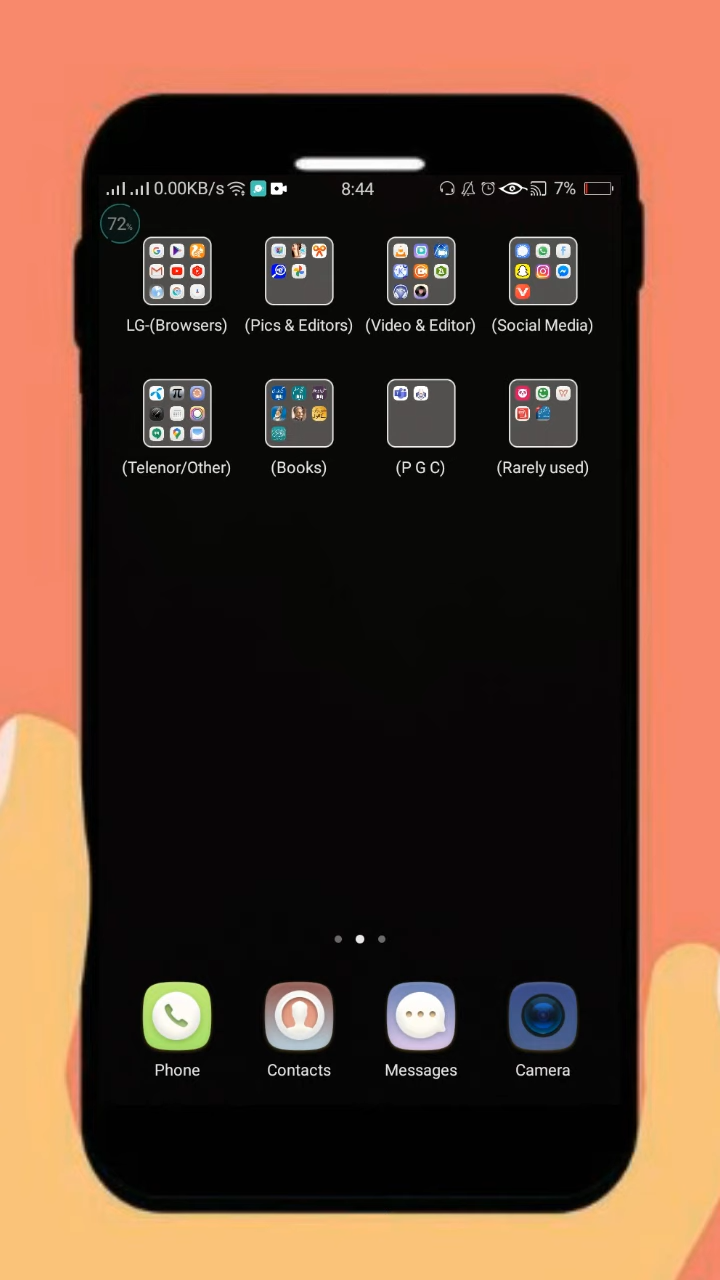 0.00KB/s 8:44 7%
72%
LG-(Browsers) (Pics & Editors) (Video & Editor) (Social Media)
(Telenor/Other) (Books) (P G C) (Rarely used)
Phone Contacts Messages Camera